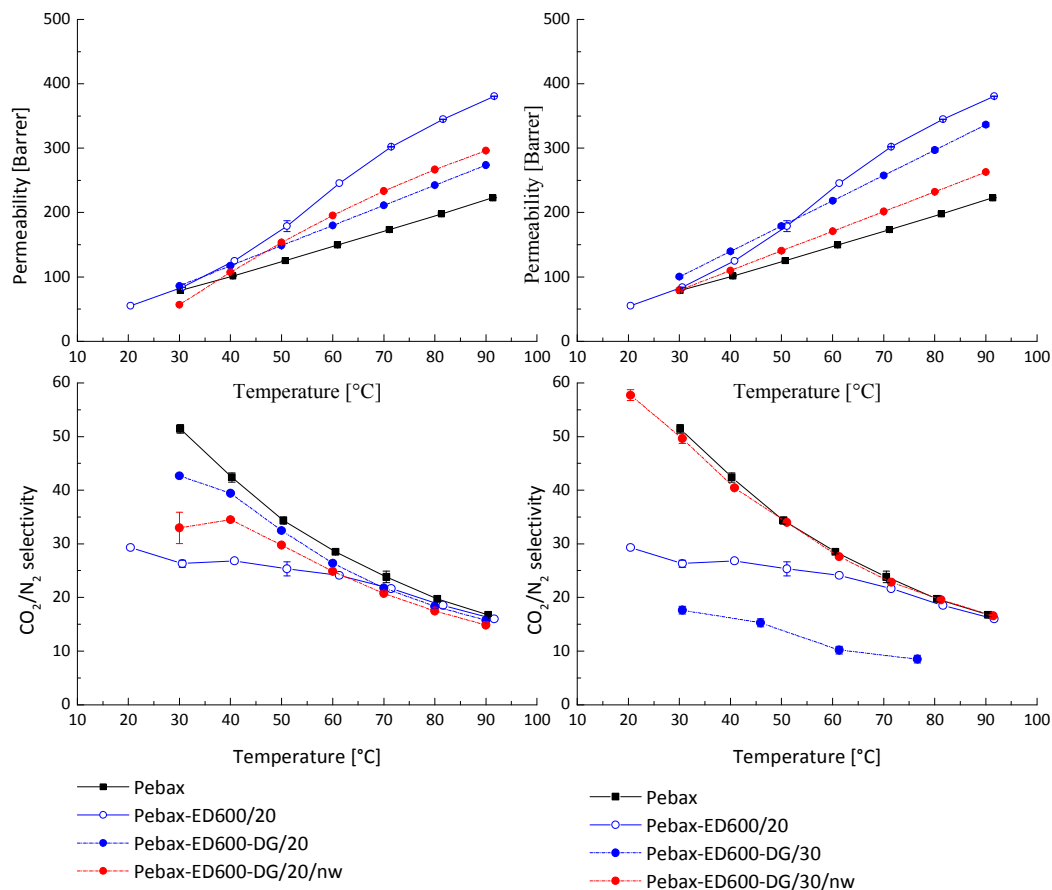 Permeability [Barrer]
500
400
300
200
100
0
10 20 30 40 50 60 70 80 90 100
Temperature [°C]
Permeability [Barrer]
500
400
300
200
100
0
10 20 30 40 50 60 70 80 90 100
Temperature [°C]
CO₂/N₂ selectivity
60
50
40
30
20
10
0
10 20 30 40 50 60 70 80 90 100
Temperature [°C]
CO₂/N₂ selectivity
60
50
40
30
20
10
0
10 20 30 40 50 60 70 80 90 100
Temperature [°C]
Pebax
Pebax-ED600/20
Pebax-ED600-DG/20
Pebax-ED600-DG/20/nw
Pebax
Pebax-ED600/20
Pebax-ED600-DG/30
Pebax-ED600-DG/30/nw